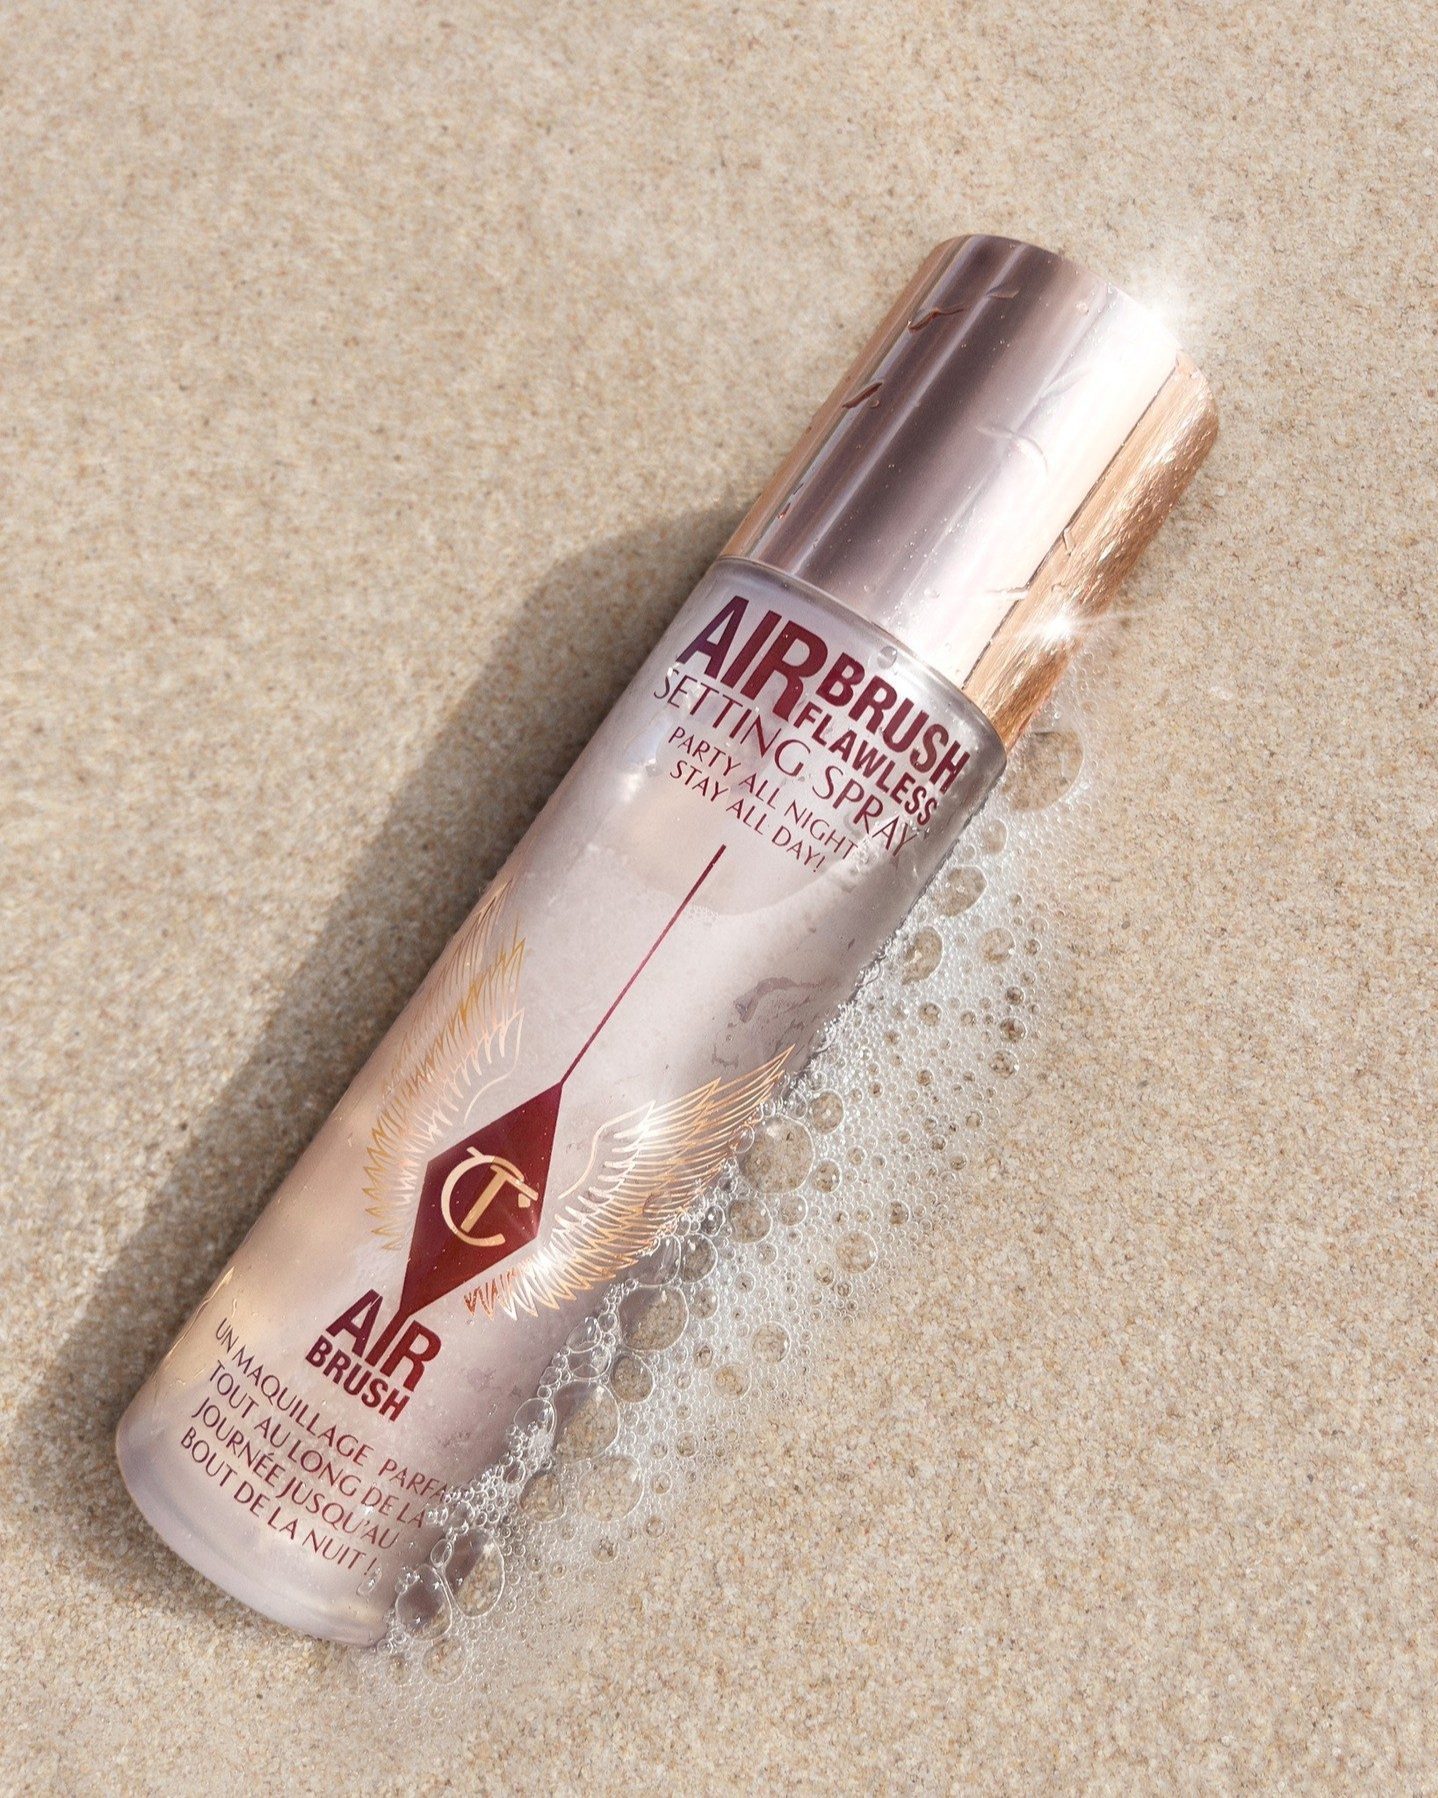 AIRBRUSH
FLAWLESS
SETTING SPRAY
PARTY ALL NIGHT
STAY ALL DAY!
CT
AIR
BRUSH
UN MAQUILLAGE
TOUT AU LONG DE LA
JOURNÉE JUSQU'AU
BOUT DE LA NUIT !